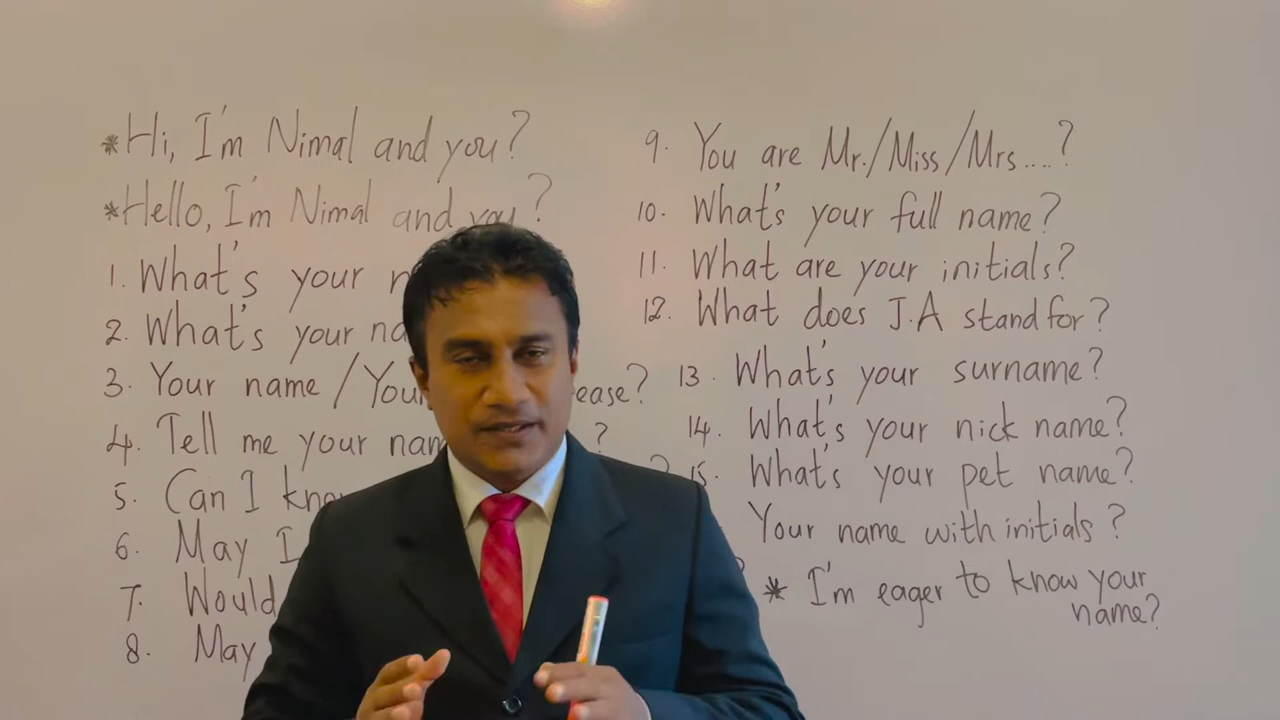 *Hi, I'm Nimal and you?
*Hello, I'm Nimal and you?
1. What's your
2. What's your
3. Your name /
4. Tell me your ?
5. Can I ?
6. May I
7. Would
8. May
9. You are Mr./Miss/Mrs....?
10. What's your full name?
11. What are your initials?
12. What does J.A stand for?
13. What's your surname?
14. What's your nick name?
15. What's your pet name?
Your name with initials?
* I'm eager to know your
name?